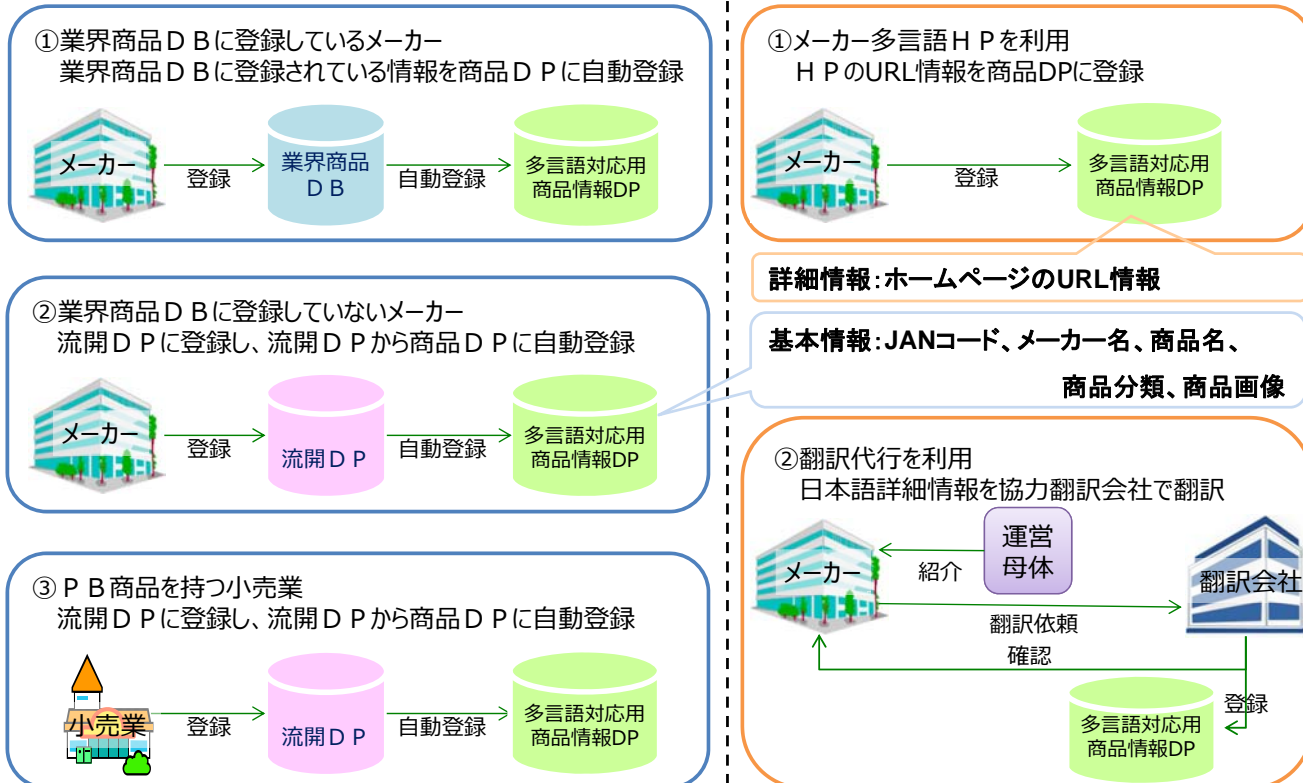 ①業界商品ＤＢに登録しているメーカー
業界商品ＤＢに登録されている情報を商品ＤＰに自動登録
メーカー
登録
業界商品
ＤＢ
自動登録
多言語対応用
商品情報DP
②業界商品ＤＢに登録していないメーカー
流開ＤＰに登録し、流開ＤＰから商品ＤＰに自動登録
メーカー
登録
流開ＤＰ
自動登録
多言語対応用
商品情報DP
③ＰＢ商品を持つ小売業
流開ＤＰに登録し、流開ＤＰから商品ＤＰに自動登録
小売業
登録
流開ＤＰ
自動登録
多言語対応用
商品情報DP
①メーカー多言語ＨＰを利用
ＨＰのURL情報を商品DPに登録
メーカー
登録
多言語対応用
商品情報DP
詳細情報：ホームページのURL情報
基本情報：JANコード、メーカー名、商品名、
商品分類、商品画像
②翻訳代行を利用
日本語詳細情報を協力翻訳会社で翻訳
メーカー
紹介
運営
母体
翻訳会社
翻訳依頼
確認
登録
多言語対応用
商品情報DP